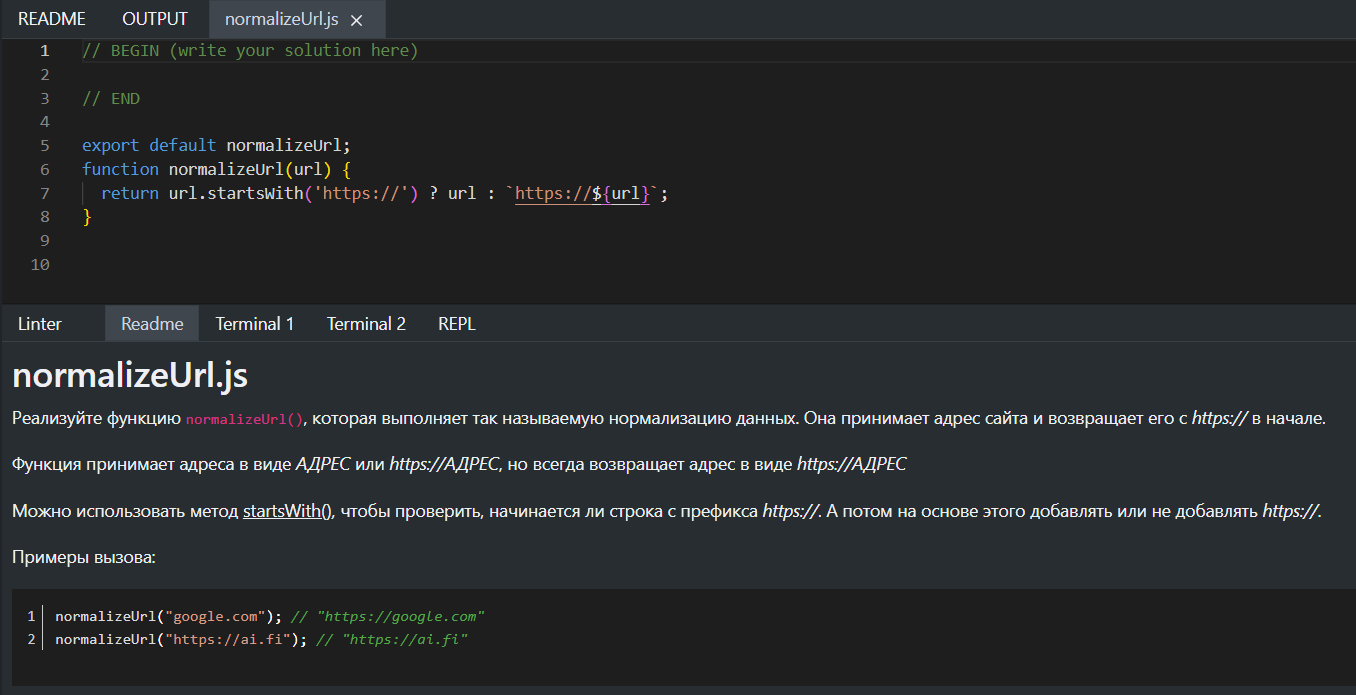 README OUTPUT normalizeUrl.js ×
1 // BEGIN (write your solution here)
2
3 // END
4
5 export default normalizeUrl;
6 function normalizeUrl(url) {
7 return url.startsWith('https://') ? url : `https://${url}`;
8 }
9
10
Linter Readme Terminal 1 Terminal 2 REPL
normalizeUrl.js
Реализуйте функцию normalizeUrl(), которая выполняет так называемую нормализацию данных. Она принимает адрес сайта и возвращает его с https:// в начале.
Функция принимает адреса в виде АДРЕС или https://АДРЕС, но всегда возвращает адрес в виде https://АДРЕС
Можно использовать метод startsWith(), чтобы проверить, начинается ли строка с префикса https://. А потом на основе этого добавлять или не добавлять https://.
Примеры вызова:
1 normalizeUrl("google.com"); // "https://google.com"
2 normalizeUrl("https://ai.fi"); // "https://ai.fi"